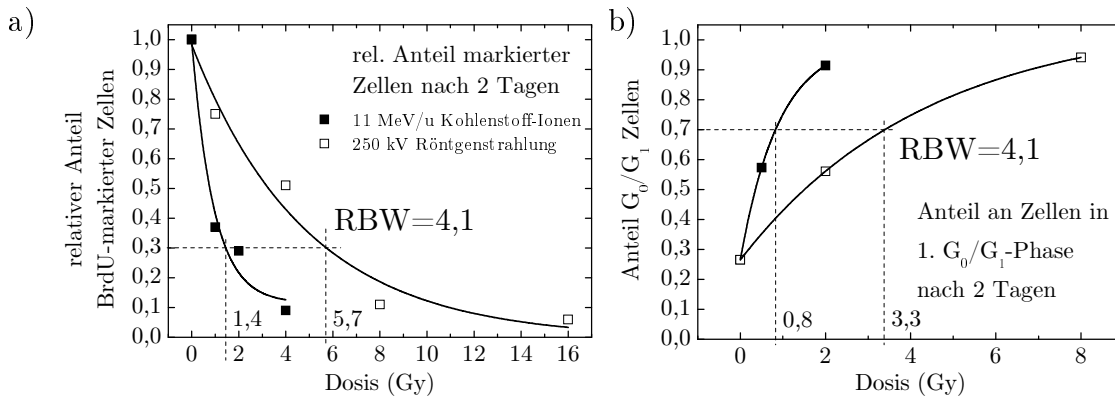 a)
relativer Anteil
BrdU-markierter Zellen
1,0
0,9
0,8
0,7
0,6
0,5
0,4
0,3
0,2
0,1
0,0
rel. Anteil markierter
Zellen nach 2 Tagen
11 MeV/u Kohlenstoff-Ionen
250 kV Röntgenstrahlung
RBW=4,1
1,4
5,7
0 2 4 6 8 10 12 14 16
Dosis (Gy)
b)
Anteil G0/G1 Zellen
1,0
0,9
0,8
0,7
0,6
0,5
0,4
0,3
0,2
0,1
0,0
RBW=4,1
Anteil an Zellen in
1. G0/G1-Phase
nach 2 Tagen
0,8
3,3
0 2 4 6 8
Dosis (Gy)